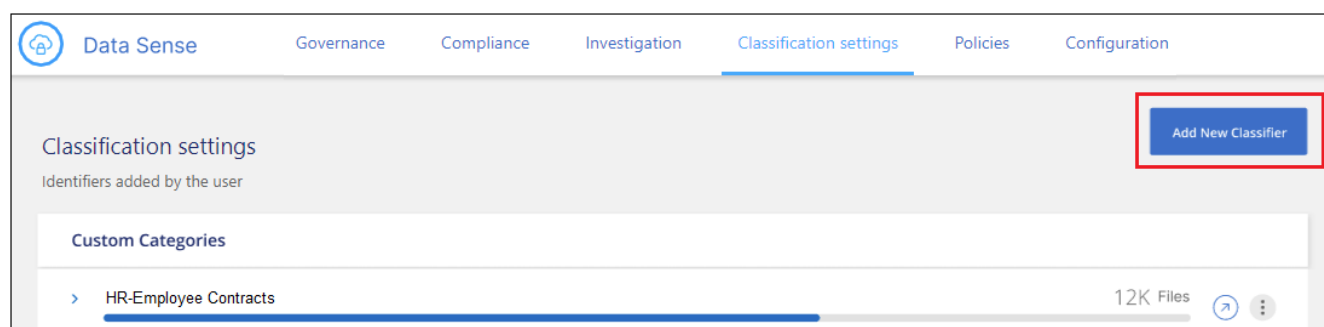 Data Sense Governance Compliance Investigation Classification settings Policies Configuration
Add New Classifier
Classification settings
Identifiers added by the user
Custom Categories
HR-Employee Contracts 12K Files